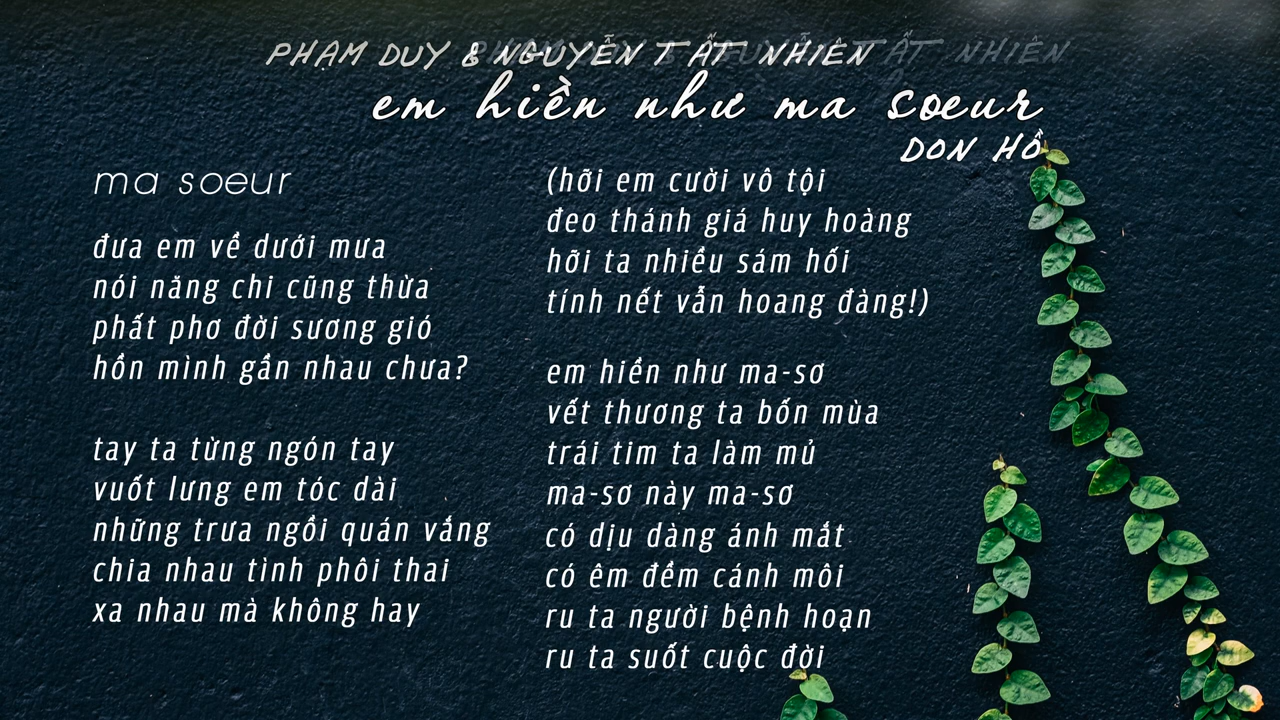 PHẠM DUY & NGUYỄN TẤT NHIÊN
em hiền như ma soeur
DON HỒ
ma soeur
đưa em về dưới mưa
nói năng chi cũng thừa
phất phơ đời sương gió
hồn mình gần nhau chưa?
tay ta từng ngón tay
vuốt lưng em tóc dài
những trưa ngồi quán vắng
chia nhau tình phôi thai
xa nhau mà không hay
(hỡi em cười vô tội
đeo thánh giá huy hoàng
hỡi ta nhiều sám hối
tính nết vẫn hoang đàng!)
em hiền như ma-sơ
vết thương ta bốn mùa
trái tim ta làm mủ
ma-sơ này ma-sơ
có dịu dàng ánh mắt
có êm đềm cánh môi
ru ta người bệnh hoạn
ru ta suốt cuộc đời